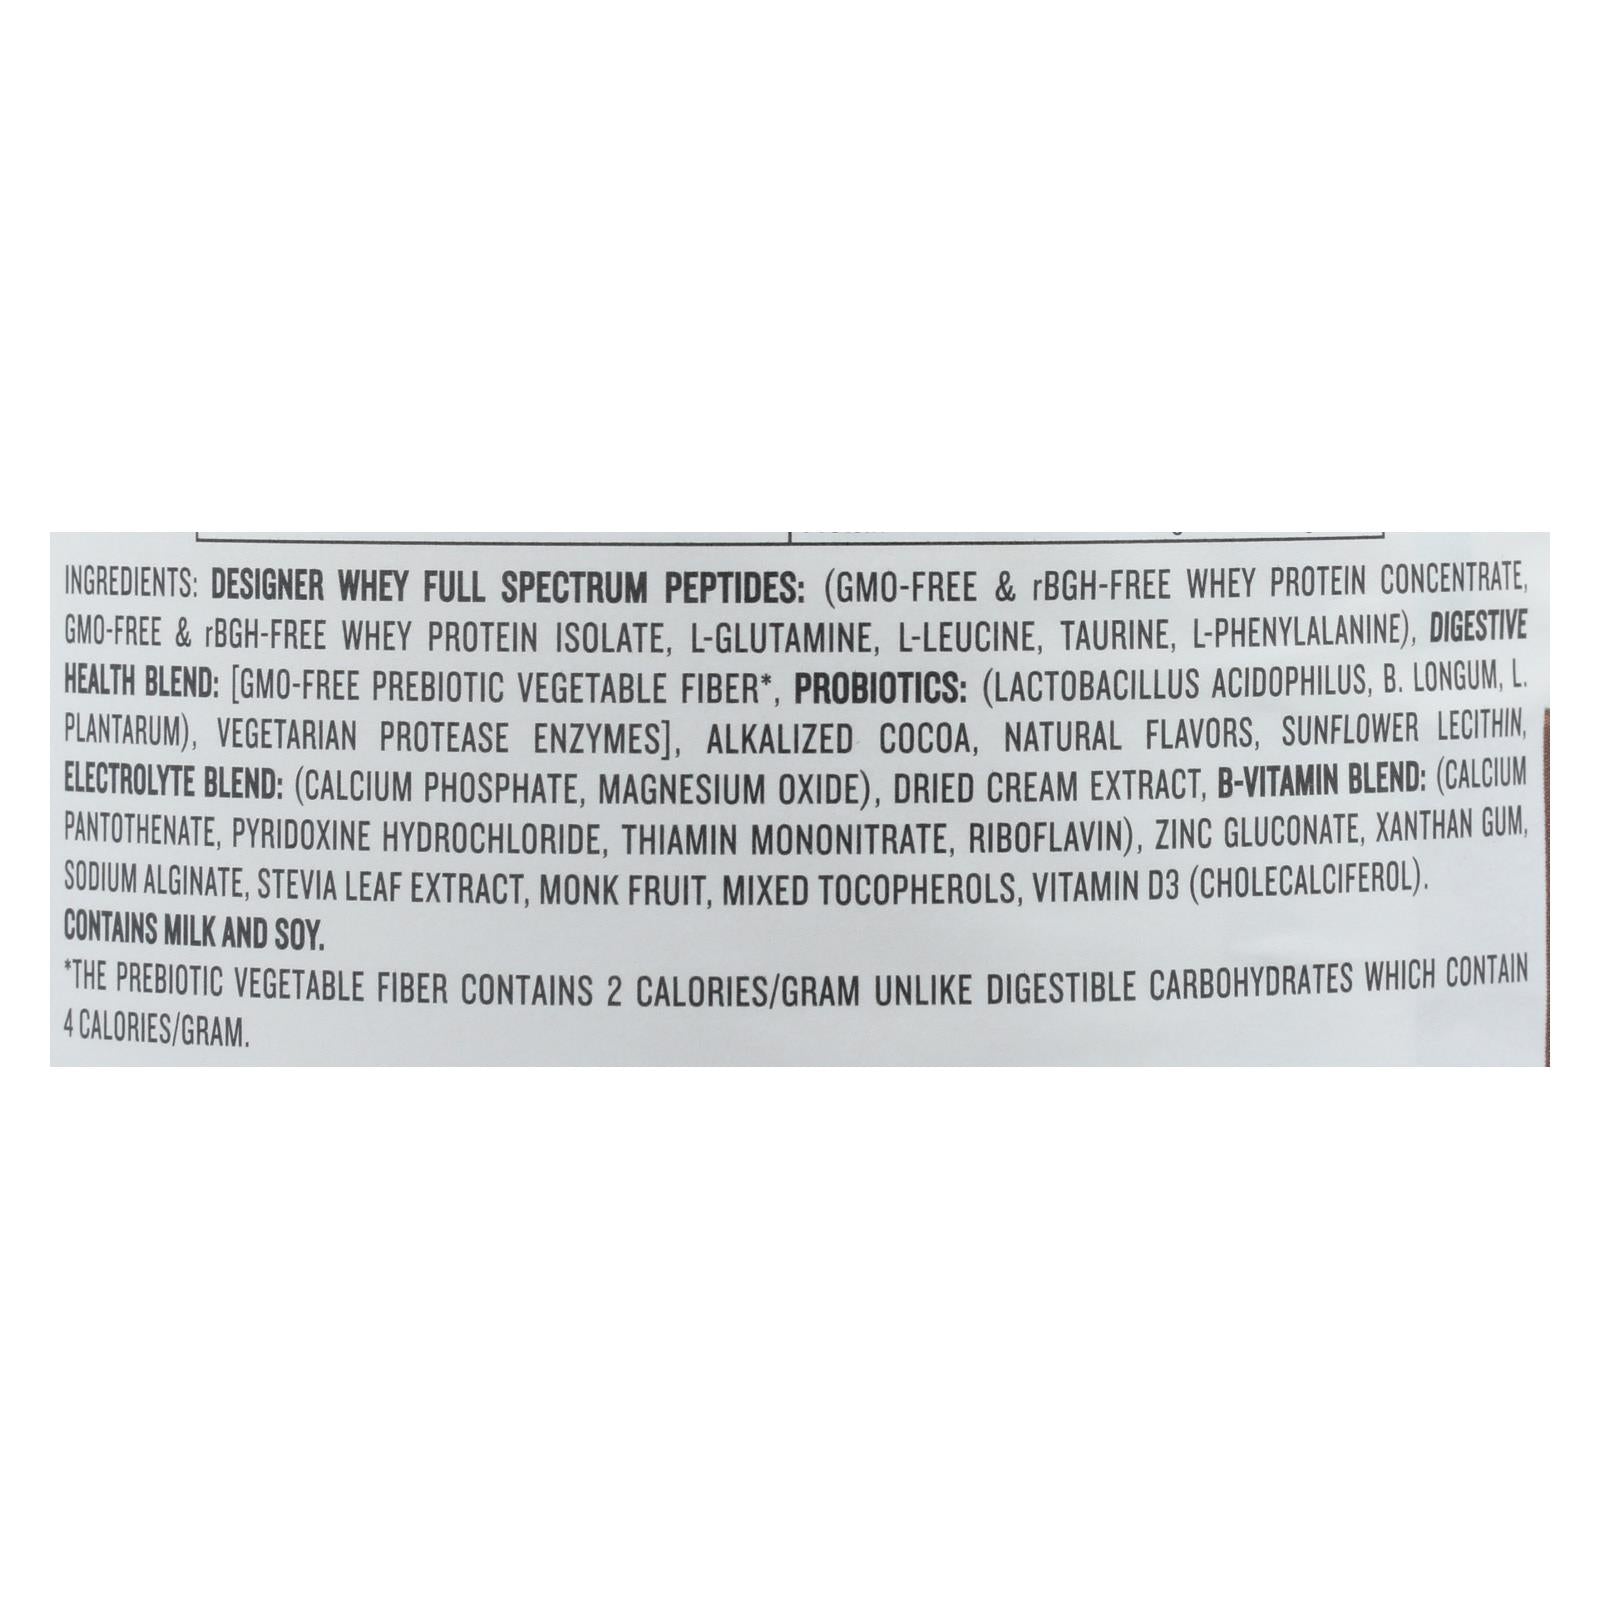 INGREDIENTS: DESIGNER WHEY FULL SPECTRUM PEPTIDES: (GMO-FREE & rBGH-FREE WHEY PROTEIN CONCENTRATE,
GMO-FREE & rBGH-FREE WHEY PROTEIN ISOLATE, L-GLUTAMINE, L-LEUCINE, TAURINE, L-PHENYLALANINE), DIGESTIVE
HEALTH BLEND: [GMO-FREE PREBIOTIC VEGETABLE FIBER*, PROBIOTICS: (LACTOBACILLUS ACIDOPHILUS, B. LONGUM, L.
PLANTARUM), VEGETARIAN PROTEASE ENZYMES], ALKALIZED COCOA, NATURAL FLAVORS, SUNFLOWER LECITHIN,
ELECTROLYTE BLEND: (CALCIUM PHOSPHATE, MAGNESIUM OXIDE), DRIED CREAM EXTRACT, B-VITAMIN BLEND: (CALCIUM
PANTOTHENATE, PYRIDOXINE HYDROCHLORIDE, THIAMIN MONONITRATE, RIBOFLAVIN), ZINC GLUCONATE, XANTHAN GUM,
SODIUM ALGINATE, STEVIA LEAF EXTRACT, MONK FRUIT, MIXED TOCOPHEROLS, VITAMIN D3 (CHOLECALCIFEROL).
CONTAINS MILK AND SOY.
*THE PREBIOTIC VEGETABLE FIBER CONTAINS 2 CALORIES/GRAM UNLIKE DIGESTIBLE CARBOHYDRATES WHICH CONTAIN
4 CALORIES/GRAM.